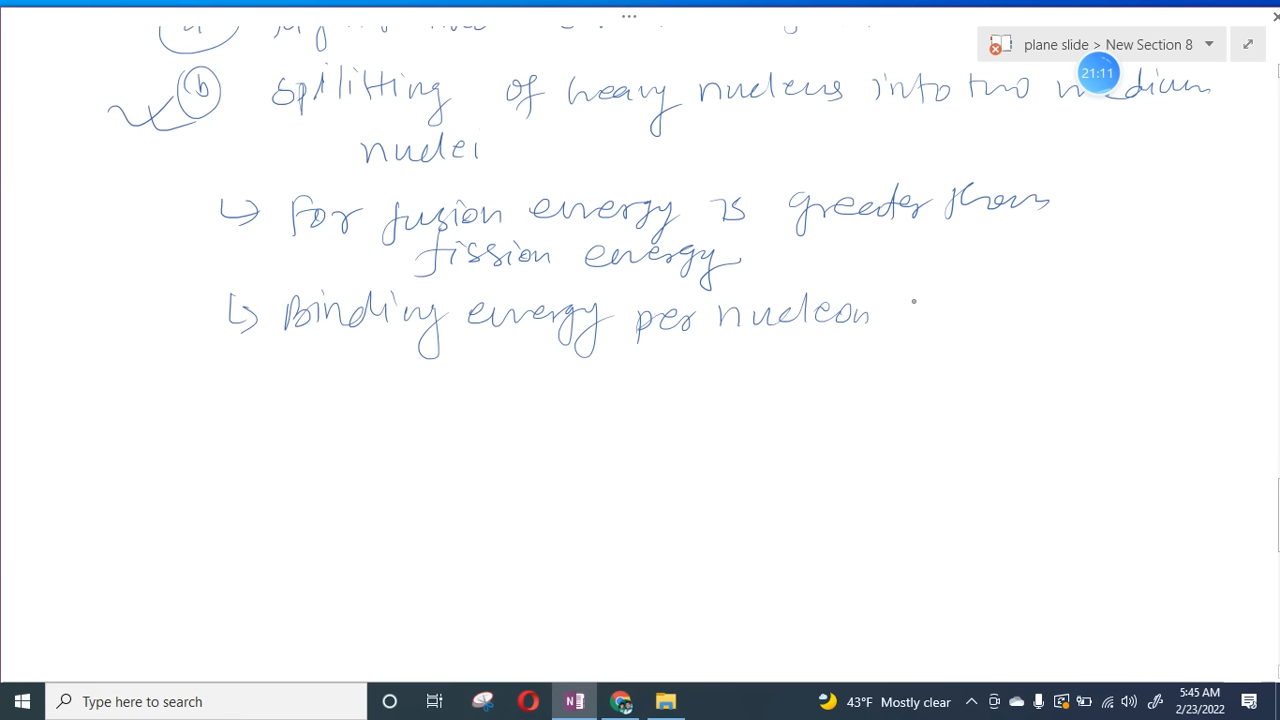 plane slide > New Section 8
21:11
b spilitting of heavy nucleus into two medium
nuclei
↳ For fusion energy is greater than
fission energy
↳ Binding energy per nucleon
Type here to search
43°F Mostly clear
5:45 AM
2/23/2022